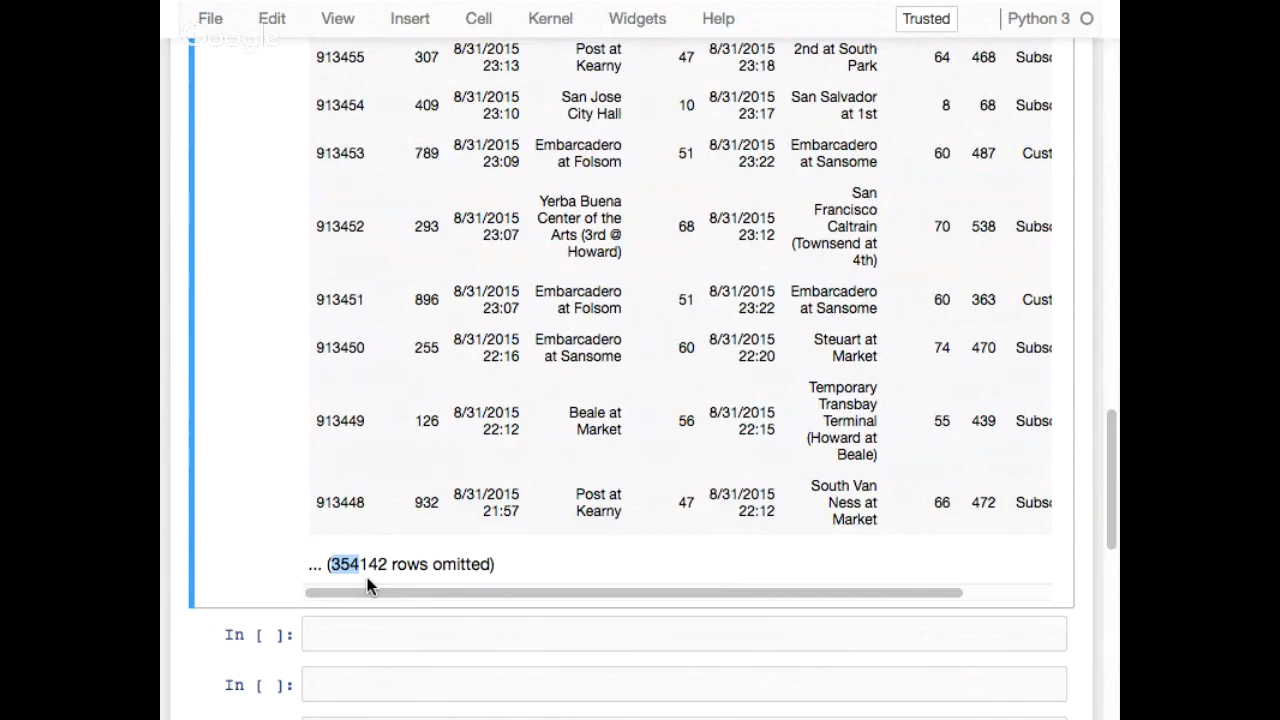 File Edit View Insert Cell Kernel Widgets Help Trusted Python 3
Google
913455 307 8/31/2015 23:13 Post at Kearny 47 8/31/2015 23:18 2nd at South Park 64 468 Subsc
913454 409 8/31/2015 23:10 San Jose City Hall 10 8/31/2015 23:17 San Salvador at 1st 8 68 Subsc
913453 789 8/31/2015 23:09 Embarcadero at Folsom 51 8/31/2015 23:22 Embarcadero at Sansome 60 487 Cust
913452 293 8/31/2015 23:07 Yerba Buena Center of the Arts (3rd @ Howard) 68 8/31/2015 23:12 San Francisco Caltrain (Townsend at 4th) 70 538 Subsc
913451 896 8/31/2015 23:07 Embarcadero at Folsom 51 8/31/2015 23:22 Embarcadero at Sansome 60 363 Cust
913450 255 8/31/2015 22:16 Embarcadero at Sansome 60 8/31/2015 22:20 Steuart at Market 74 470 Subsc
913449 126 8/31/2015 22:12 Beale at Market 56 8/31/2015 22:15 Temporary Transbay Terminal (Howard at Beale) 55 439 Subsc
913448 932 8/31/2015 21:57 Post at Kearny 47 8/31/2015 22:12 South Van Ness at Market 66 472 Subsc
... (354142 rows omitted)
In [ ]:
In [ ]: